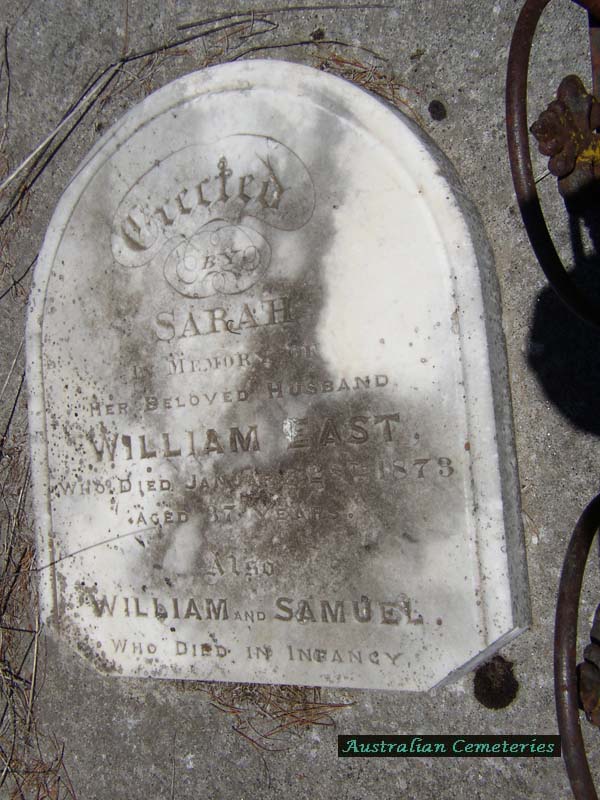 Erected
BY
SARAH
IN MEMORY OF
HER BELOVED HUSBAND
WILLIAM EAST.
WHO DIED 1873
AGED 37 YEARS.
Also
WILLIAM AND SAMUEL.
WHO DIED IN INFANCY
Australian Cemeteries